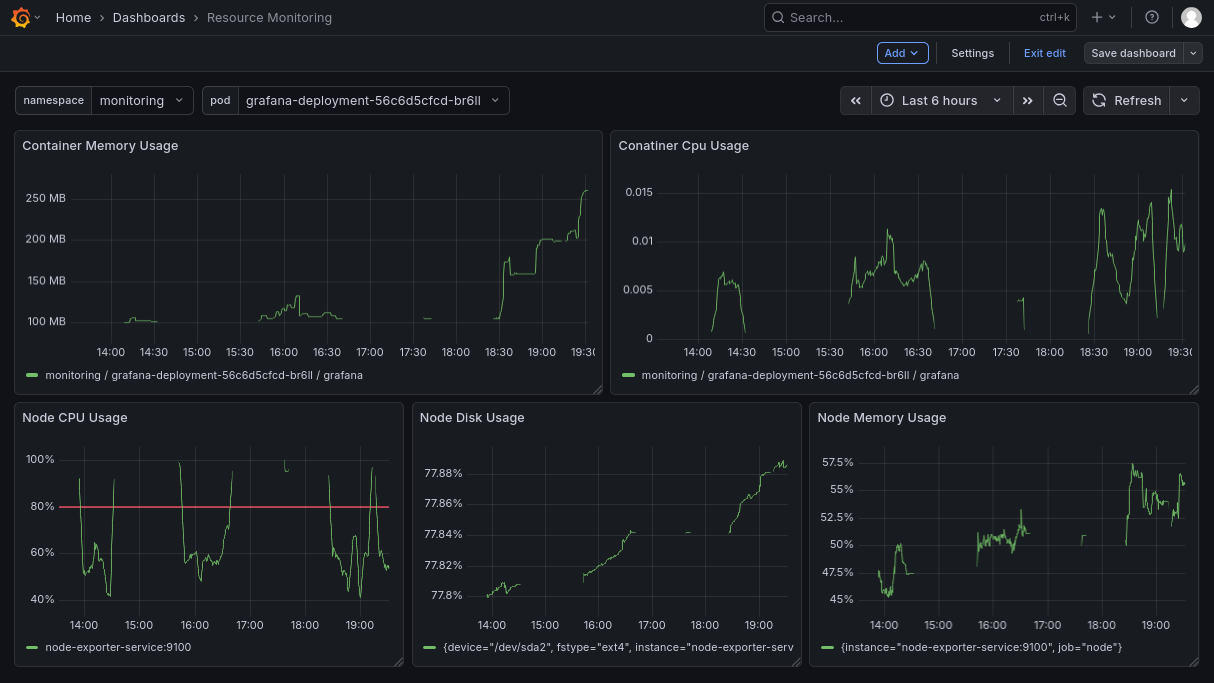 Home > Dashboards > Resource Monitoring
Search...
ctrl+k
Add
Settings
Exit edit
Save dashboard
namespace
monitoring
pod
grafana-deployment-56c6d5cfcd-br6ll
Last 6 hours
Refresh
Container Memory Usage
250 MB
200 MB
150 MB
100 MB
14:00 14:30 15:00 15:30 16:00 16:30 17:00 17:30 18:00 18:30 19:00 19:30
monitoring / grafana-deployment-56c6d5cfcd-br6ll / grafana
Conatiner Cpu Usage
0.015
0.01
0.005
0
14:00 14:30 15:00 15:30 16:00 16:30 17:00 17:30 18:00 18:30 19:00 19:30
monitoring / grafana-deployment-56c6d5cfcd-br6ll / grafana
Node CPU Usage
100%
80%
60%
40%
14:00 15:00 16:00 17:00 18:00 19:00
node-exporter-service:9100
Node Disk Usage
77.88%
77.86%
77.84%
77.82%
77.8%
14:00 15:00 16:00 17:00 18:00 19:00
{device="/dev/sda2", fstype="ext4", instance="node-exporter-serv
Node Memory Usage
57.5%
55%
52.5%
50%
47.5%
45%
14:00 15:00 16:00 17:00 18:00 19:00
{instance="node-exporter-service:9100", job="node"}